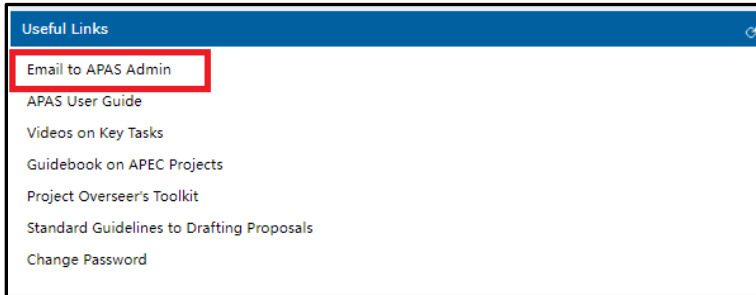 Useful Links
Email to APAS Admin
APAS User Guide
Videos on Key Tasks
Guidebook on APEC Projects
Project Overseer's Toolkit
Standard Guidelines to Drafting Proposals
Change Password